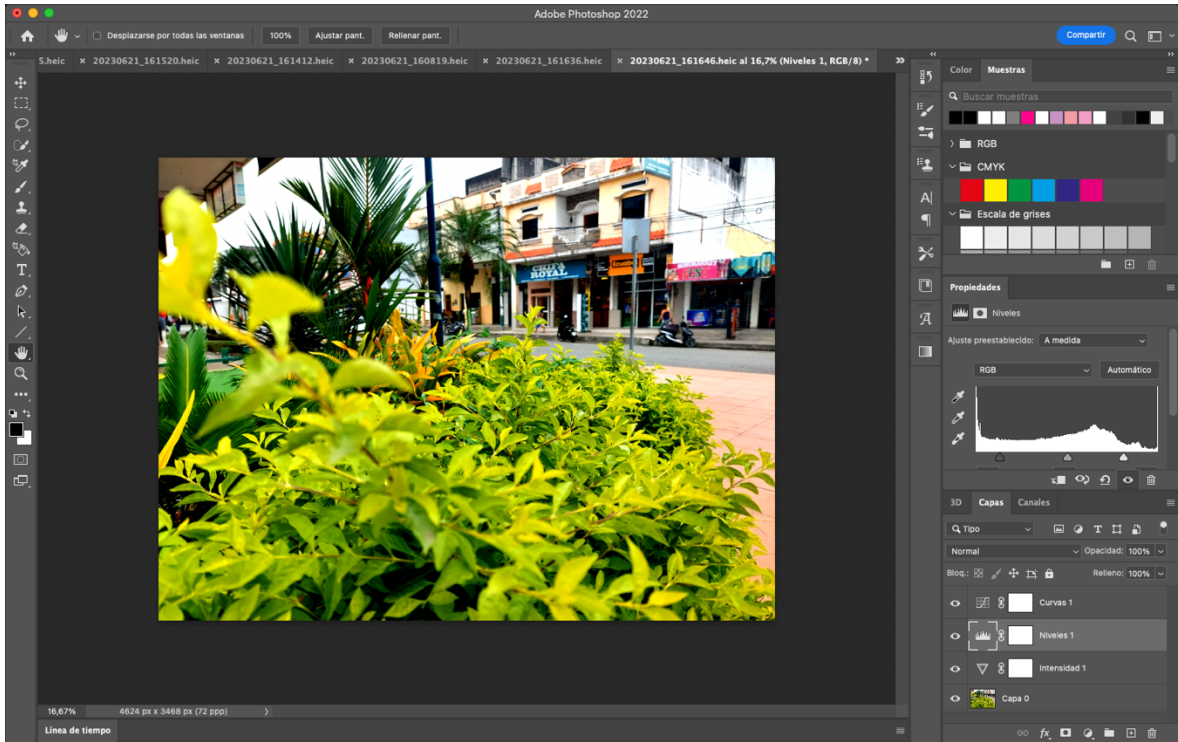 Adobe Photoshop 2022
Desplazarse por todas las ventanas 100% Ajustar pant. Rellenar pant. Compartir
5.heic × 20230621_161520.heic × 20230621_161412.heic × 20230621_160819.heic × 20230621_161636.heic × 20230621_161646.heic al 16,7% (Niveles 1, RGB/8) *
Color Muestras
Buscar muestras
RGB
CMYK
Escala de grises
CHIFA
ROYAL
Propiedades
Niveles
Ajuste preestablecido: A medida
RGB Automático
3D Capas Canales
Tipo
Normal Opacidad: 100%
Bloq.: Relleno: 100%
Curvas 1
Niveles 1
Intensidad 1
Capa 0
fx
16,67% 4624 px x 3468 px (72 ppp)
Línea de tiempo